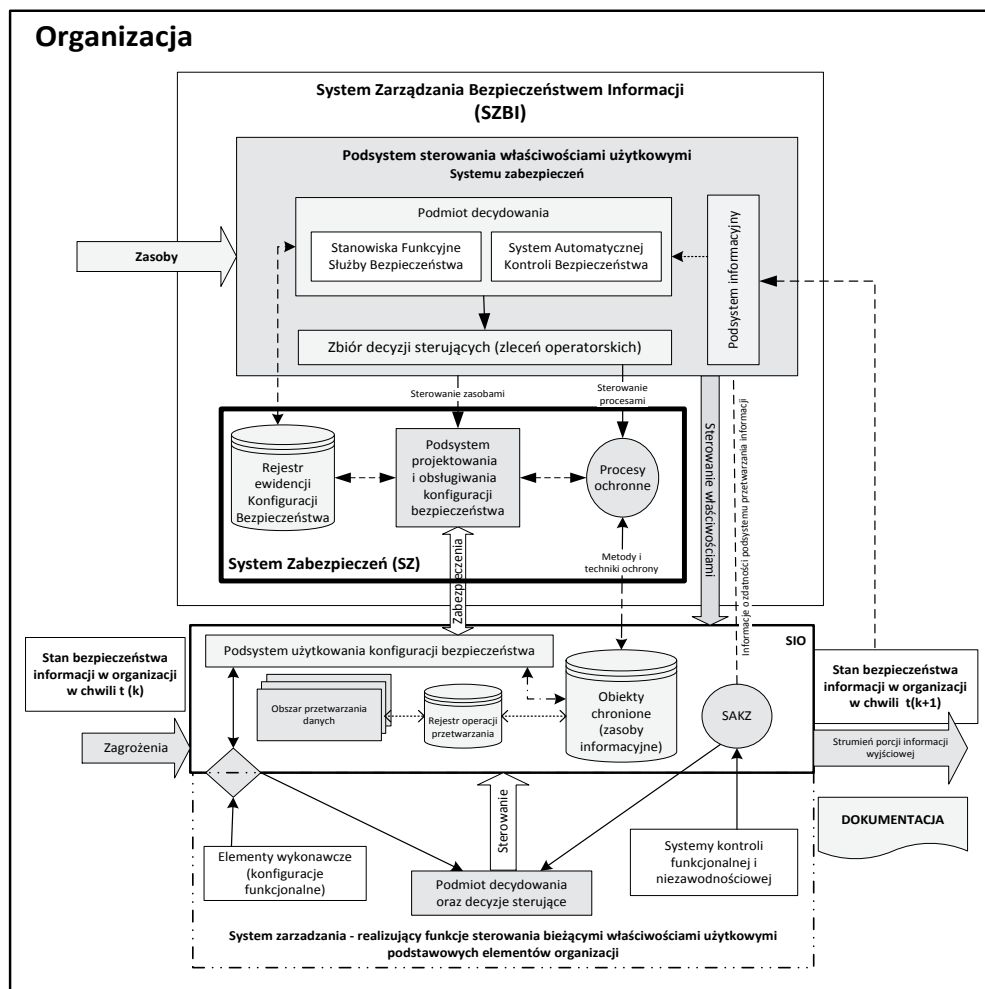 Organizacja
System Zarządzania Bezpieczeństwem Informacji
(SZBI)
Podsystem sterowania właściwościami użytkowymi
Systemu zabezpieczeń
Podmiot decydowania
Stanowiska Funkcyjne
Służby Bezpieczeństwa
System Automatycznej
Kontroli Bezpieczeństwa
Podsystem informacyjny
Zasoby
Zbiór decyzji sterujących (zleceń operatorskich)
Sterowanie zasobami
Sterowanie
procesami
Rejestr
ewidencji
Konfiguracji
Bezpieczeństwa
Podsystem
projektowania
i obsługiwania
konfiguracji
bezpieczeństwa
Procesy
ochronne
System Zabezpieczeń (SZ)
Zabezpieczenia
Metody i
techniki ochrony
Sterowanie właściwościami
Informacje o zdatności podsystemu przetwarzania informacji
SIO
Stan bezpieczeństwa
informacji w organizacji
w chwili t (k)
Podsystem użytkowania konfiguracji bezpieczeństwa
Obszar przetwarzania
danych
Rejestr operacji
przetwarzania
Obiekty
chronione
(zasoby
informacyjne)
SAKZ
Stan bezpieczeństwa
informacji w organizacji
w chwili t(k+1)
Zagrożenia
Strumień porcji informacji
wyjściowej
Sterowanie
DOKUMENTACJA
Elementy wykonawcze
(konfiguracje
funkcjonalne)
Podmiot decydowania
oraz decyzje sterujące
Systemy kontroli
funkcjonalnej i
niezawodnościowej
System zarzadzania - realizujący funkcje sterowania bieżącymi właściwościami użytkowymi
podstawowych elementów organizacji